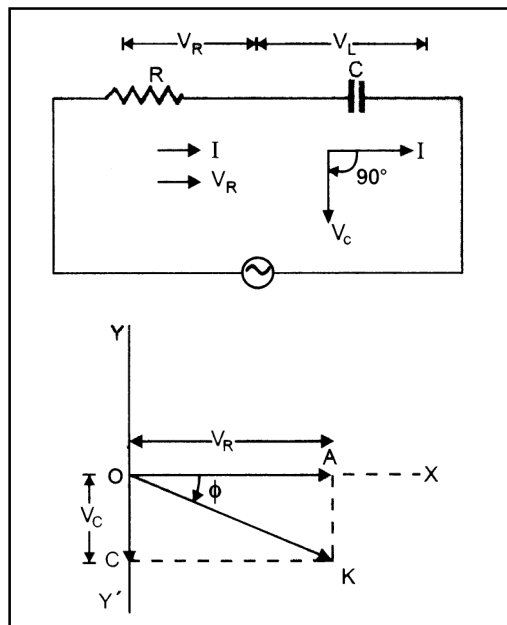 V_R V_L
R C
I I
V_R 90°
V_C
Y
V_R
O A X
V_C ϕ
C K
Y′